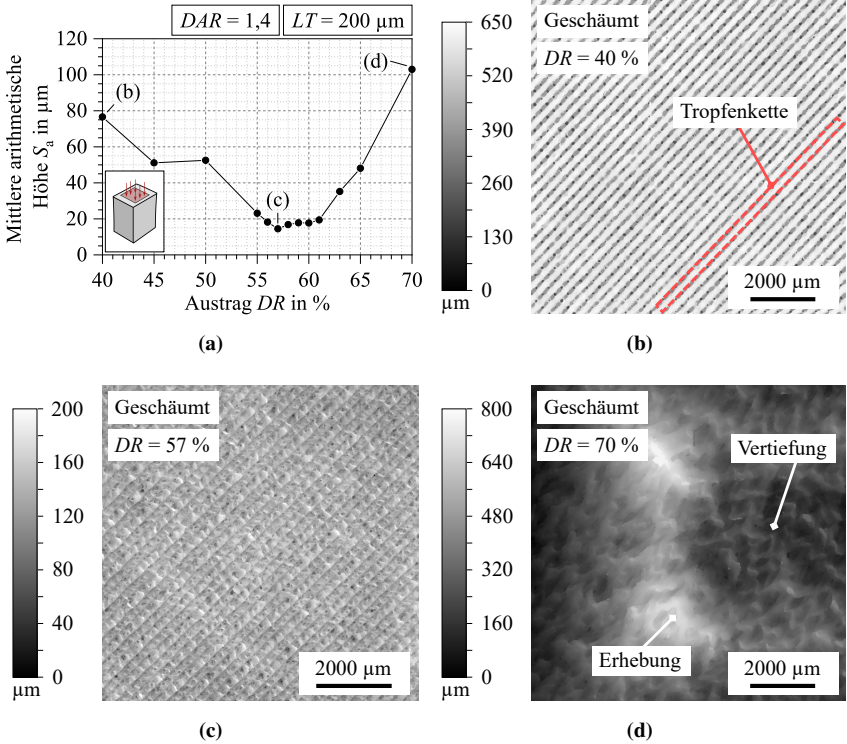 DAR = 1,4
LT = 200 µm
Mittlere arithmetische
Höhe Sa in µm
120
100
80
60
40
20
0
(b)
(c)
(d)
40
45
50
55
60
65
70
Austrag DR in %
(a)
650
520
390
260
130
0
µm
Geschäumt
DR = 40 %
Tropfenkette
2000 µm
(b)
200
160
120
80
40
0
µm
Geschäumt
DR = 57 %
2000 µm
(c)
800
640
480
320
160
0
µm
Geschäumt
DR = 70 %
Vertiefung
Erhebung
2000 µm
(d)